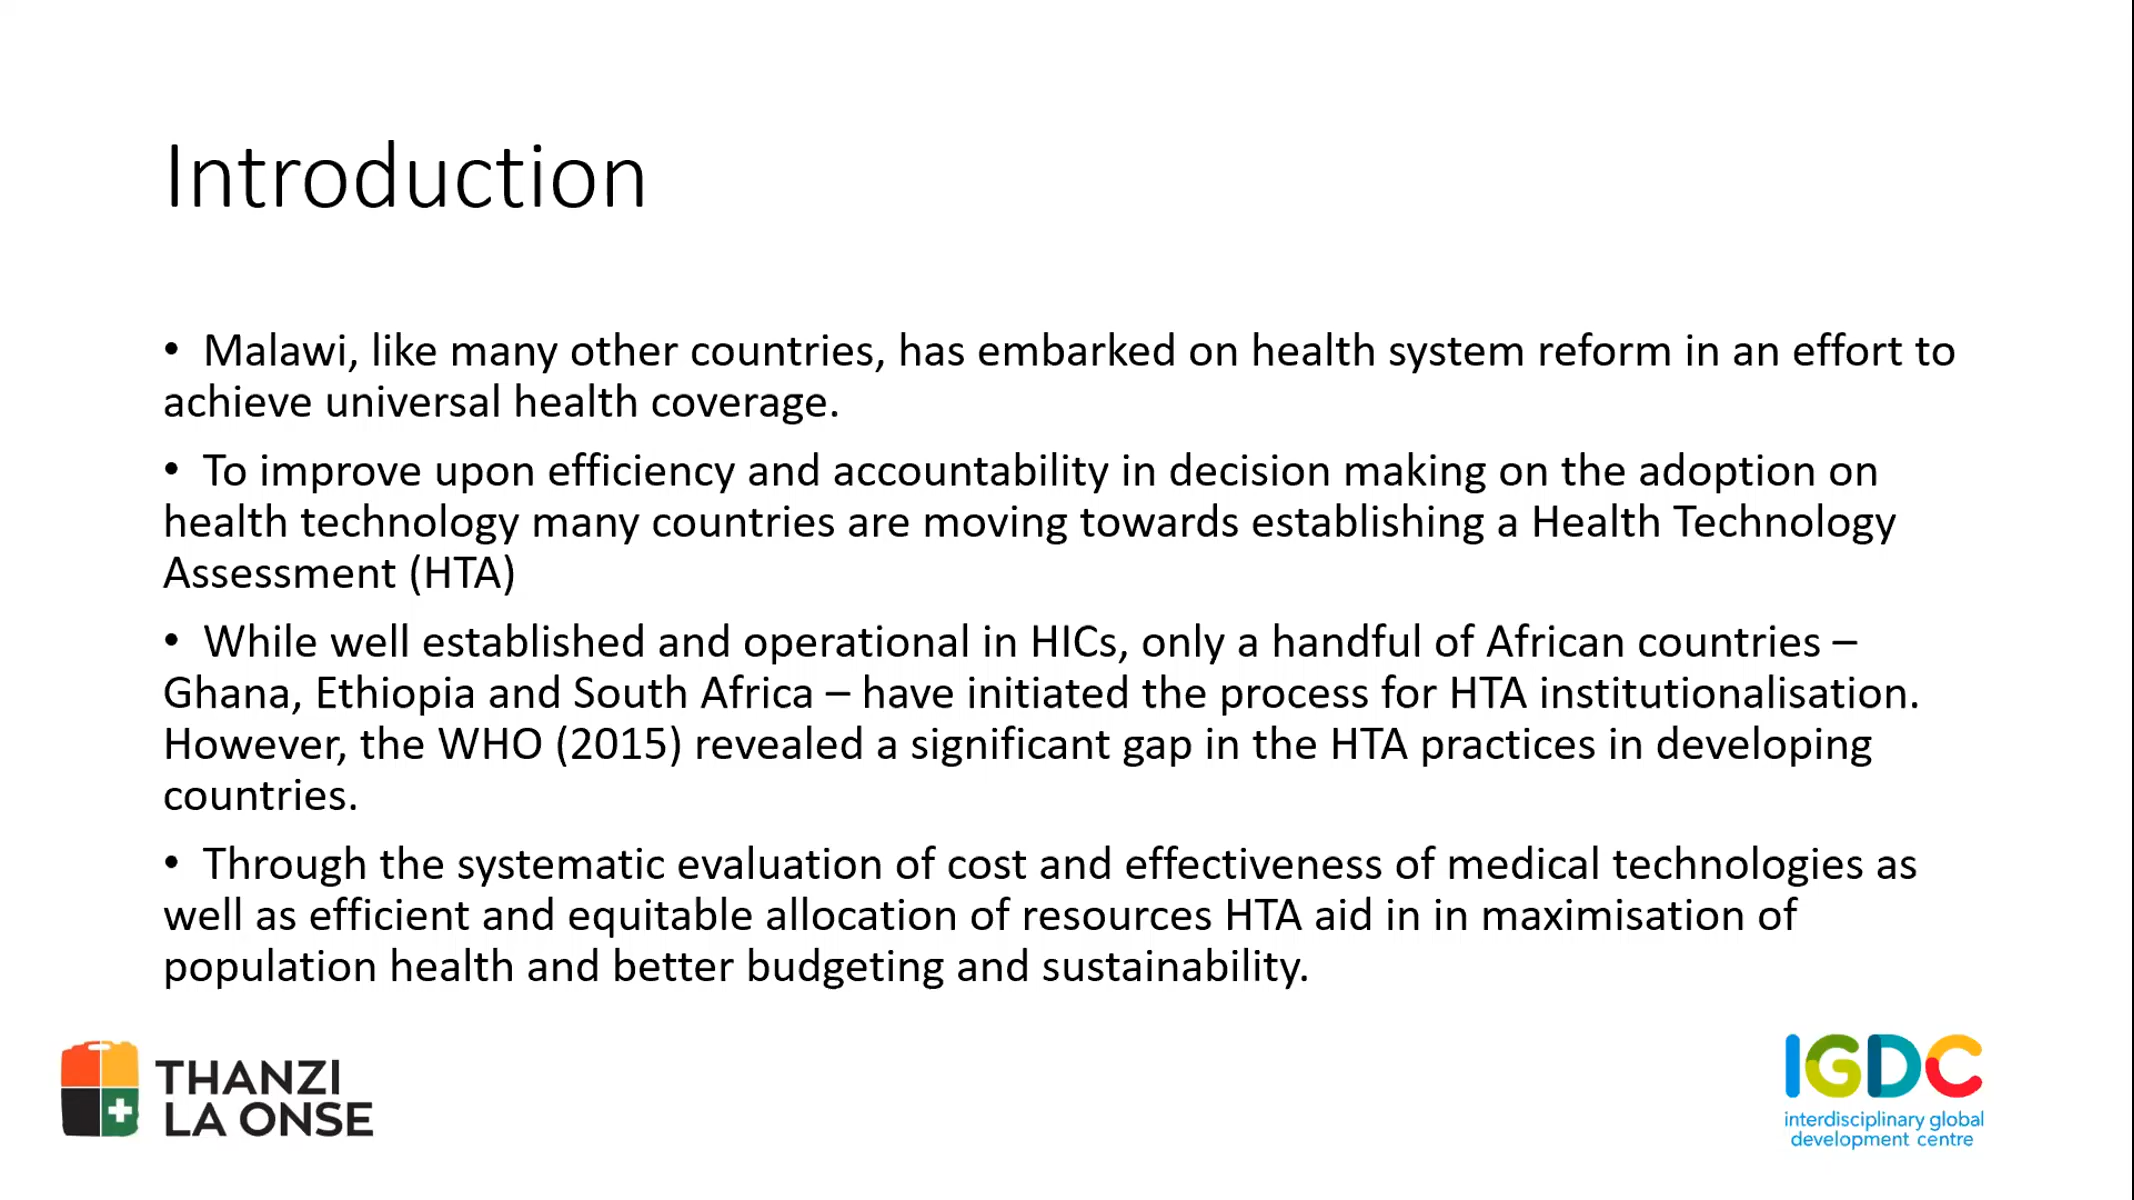 Introduction
• Malawi, like many other countries, has embarked on health system reform in an effort to
achieve universal health coverage.
• To improve upon efficiency and accountability in decision making on the adoption on
health technology many countries are moving towards establishing a Health Technology
Assessment (HTA)
• While well established and operational in HICs, only a handful of African countries –
Ghana, Ethiopia and South Africa – have initiated the process for HTA institutionalisation.
However, the WHO (2015) revealed a significant gap in the HTA practices in developing
countries.
• Through the systematic evaluation of cost and effectiveness of medical technologies as
well as efficient and equitable allocation of resources HTA aid in in maximisation of
population health and better budgeting and sustainability.
THANZI
LA ONSE
IGDC
interdisciplinary global
development centre